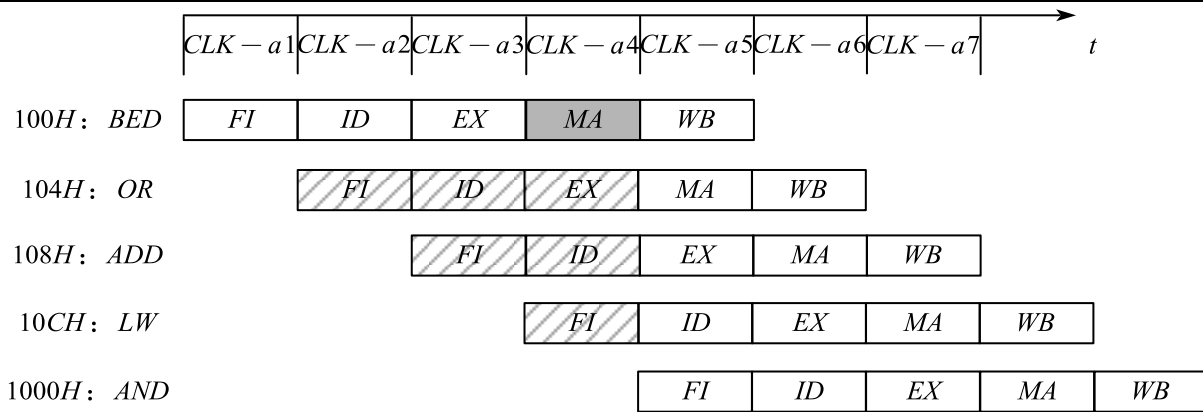 CLK－a1 CLK－a2 CLK－a3 CLK－a4 CLK－a5 CLK－a6 CLK－a7 t
100H：BED FI ID EX MA WB
104H：OR FI ID EX MA WB
108H：ADD FI ID EX MA WB
10CH：LW FI ID EX MA WB
1000H：AND FI ID EX MA WB